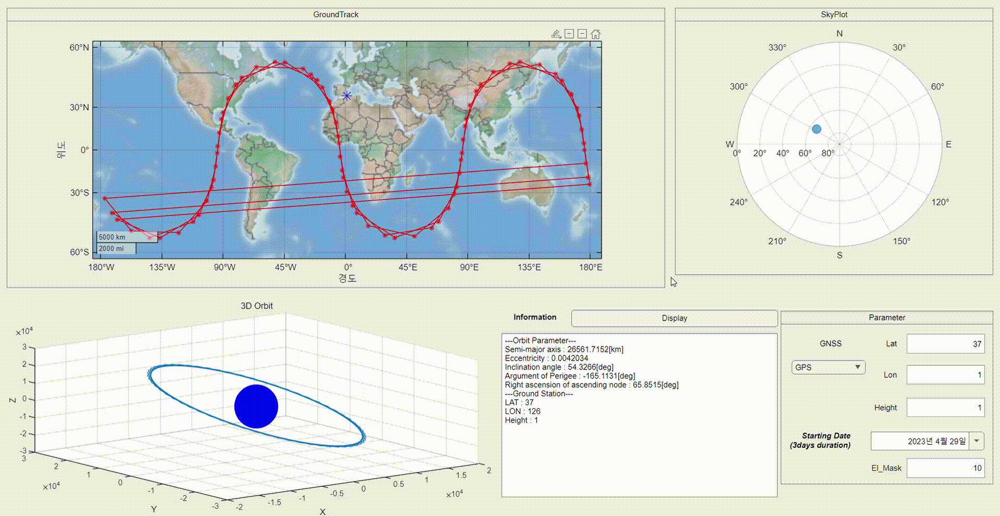 GroundTrack
60°N
30°N
0°
30°S
60°S
위도
5000 km
2000 mi
180°W 135°W 90°W 45°W 0° 45°E 90°E 135°E 180°E
경도
SkyPlot
N
330° 30°
300° 60°
W E
0° 20° 40° 60° 80°
240° 120°
210° 150°
S
3D Orbit
×10⁴
3
2
1
0
-1
-2
-3
Z
3 2 1 0 -1 -2 -3
×10⁴
Y
-2 -1.5 -1 -0.5 0 0.5 1 1.5 2
×10⁴
X
Information
Display
---Orbit Parameter---
Semi-major axis : 26561.7152[km]
Eccentricity : 0.0042034
Inclination angle : 54.3266[deg]
Argument of Perigee : -165.1131[deg]
Right ascension of ascending node : 65.8515[deg]
---Ground Station---
LAT : 37
LON : 126
Height : 1
Parameter
GNSS Lat 37
GPS
Lon 1
Height 1
Starting Date
(3days duration)
2023년 4월 29일
El_Mask 10